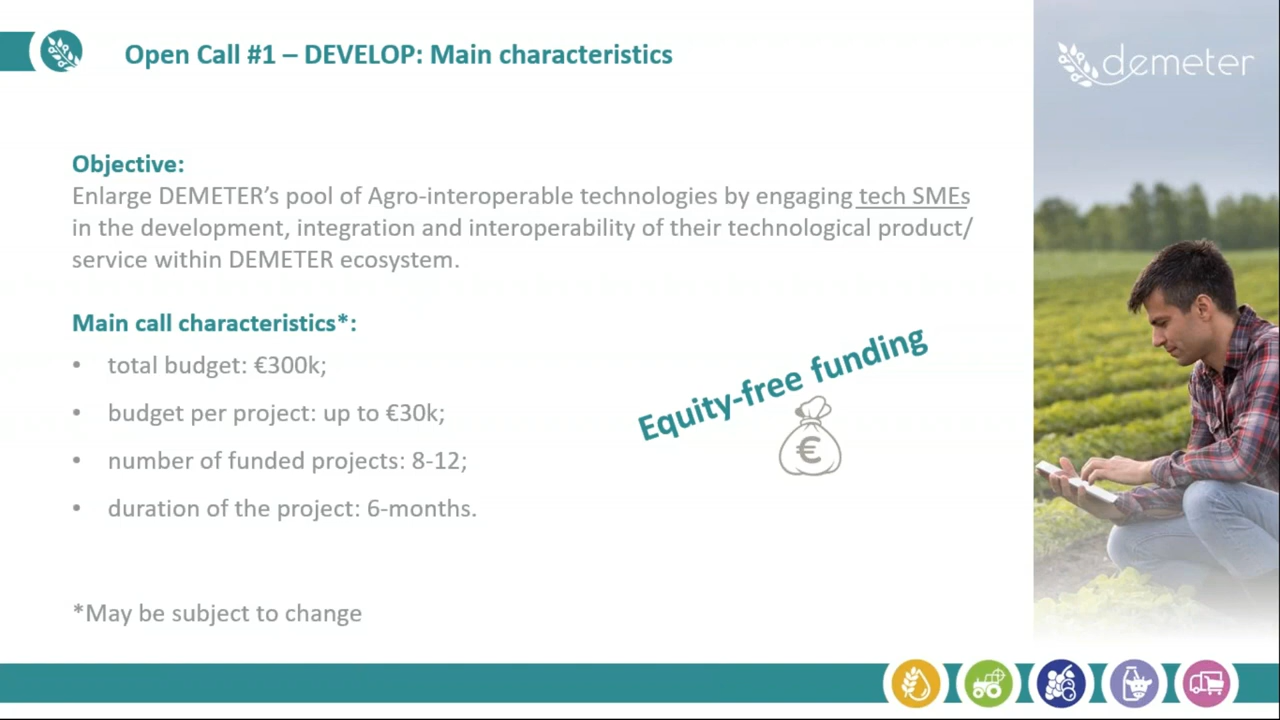 Open Call #1 – DEVELOP: Main characteristics
demeter
Objective:
Enlarge DEMETER’s pool of Agro-interoperable technologies by engaging tech SMEs
in the development, integration and interoperability of their technological product/
service within DEMETER ecosystem.
Main call characteristics*:
• total budget: €300k;
• budget per project: up to €30k;
• number of funded projects: 8-12;
• duration of the project: 6-months.
Equity-free funding
€
*May be subject to change